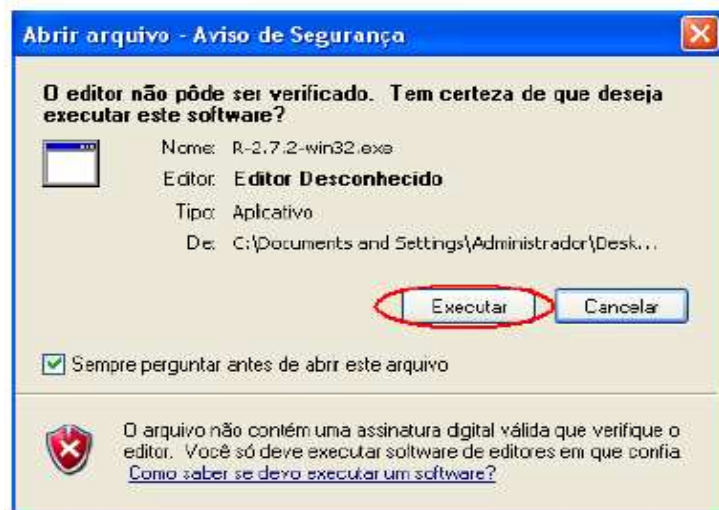 Abrir arquivo - Aviso de Segurança
O editor não pôde ser verificado. Tem certeza de que deseja
executar este software?
Nome: R-2.7.2-win32.exe
Editor: Editor Desconhecido
Tipo: Aplicativo
De: C:\Documents and Settings\Administrador\Desk...
Executar Cancelar
Sempre perguntar antes de abrir este arquivo
O arquivo não contém uma assinatura digital válida que verifique o
editor. Você só deve executar software de editores em que confia
Como saber se devo executar um software?